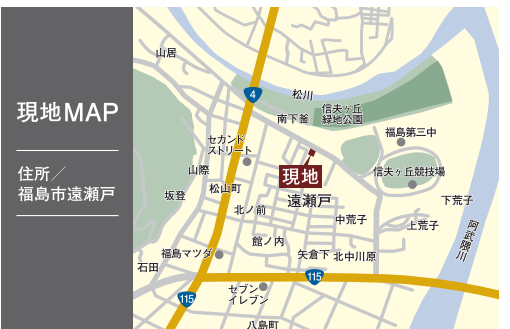 現地MAP
住所／
福島市遠瀬戸
山居
4
松川
信夫ヶ丘
緑地公園
南下釜
福島第三中
セカンド
ストリート
山際
現地
信夫ヶ丘競技場
坂登
松山町
遠瀬戸
下荒子
北ノ前
中荒子
上荒子
阿武隈川
館ノ内
福島マツダ
矢倉下
北中川原
石田
115
セブン
イレブン
115
八島町